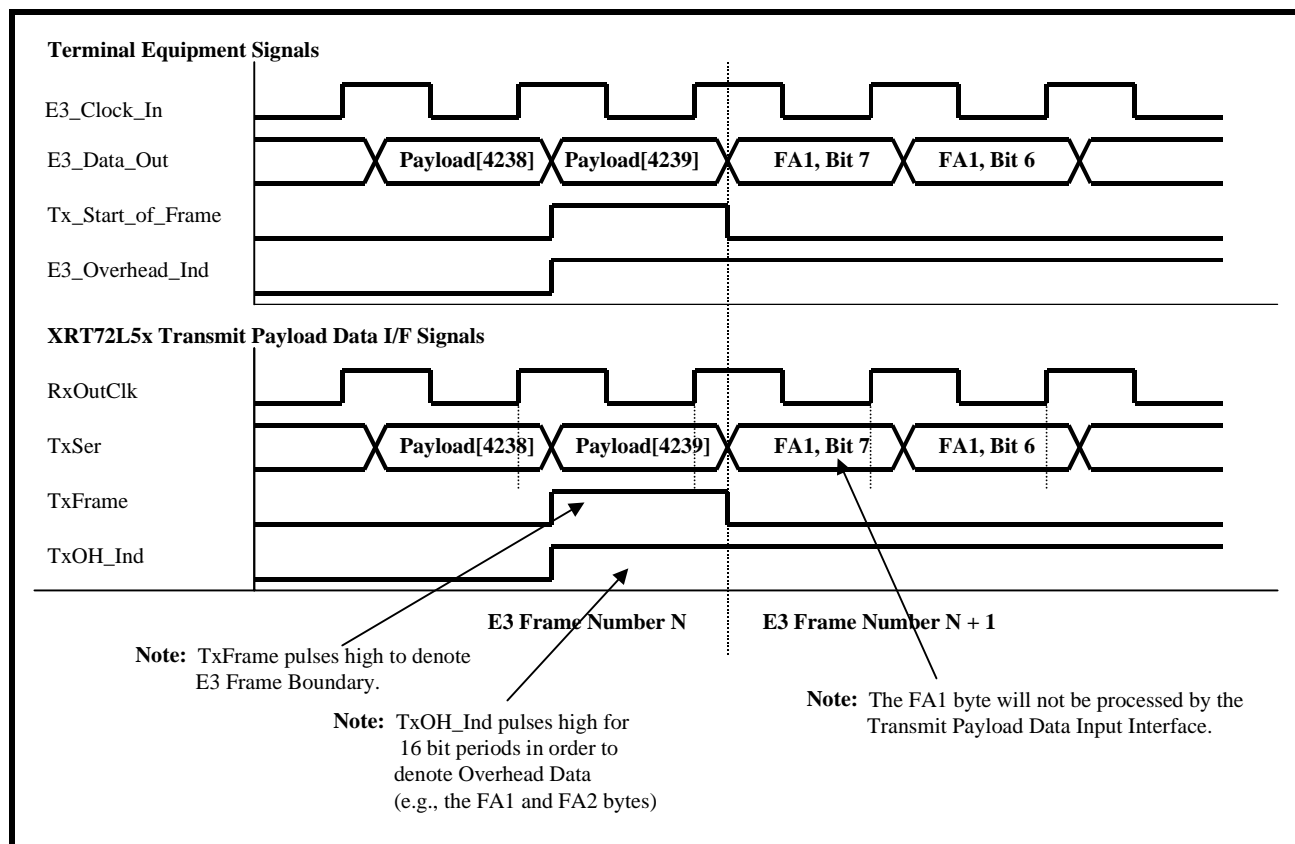 Terminal Equipment Signals
E3_Clock_In
E3_Data_Out
Payload[4238] Payload[4239] FA1, Bit 7 FA1, Bit 6
Tx_Start_of_Frame
E3_Overhead_Ind
XRT72L5x Transmit Payload Data I/F Signals
RxOutClk
TxSer
Payload[4238] Payload[4239] FA1, Bit 7 FA1, Bit 6
TxFrame
TxOH_Ind
E3 Frame Number N E3 Frame Number N + 1
Note: TxFrame pulses high to denote
E3 Frame Boundary.
Note: TxOH_Ind pulses high for
16 bit periods in order to
denote Overhead Data
(e.g., the FA1 and FA2 bytes)
Note: The FA1 byte will not be processed by the
Transmit Payload Data Input Interface.